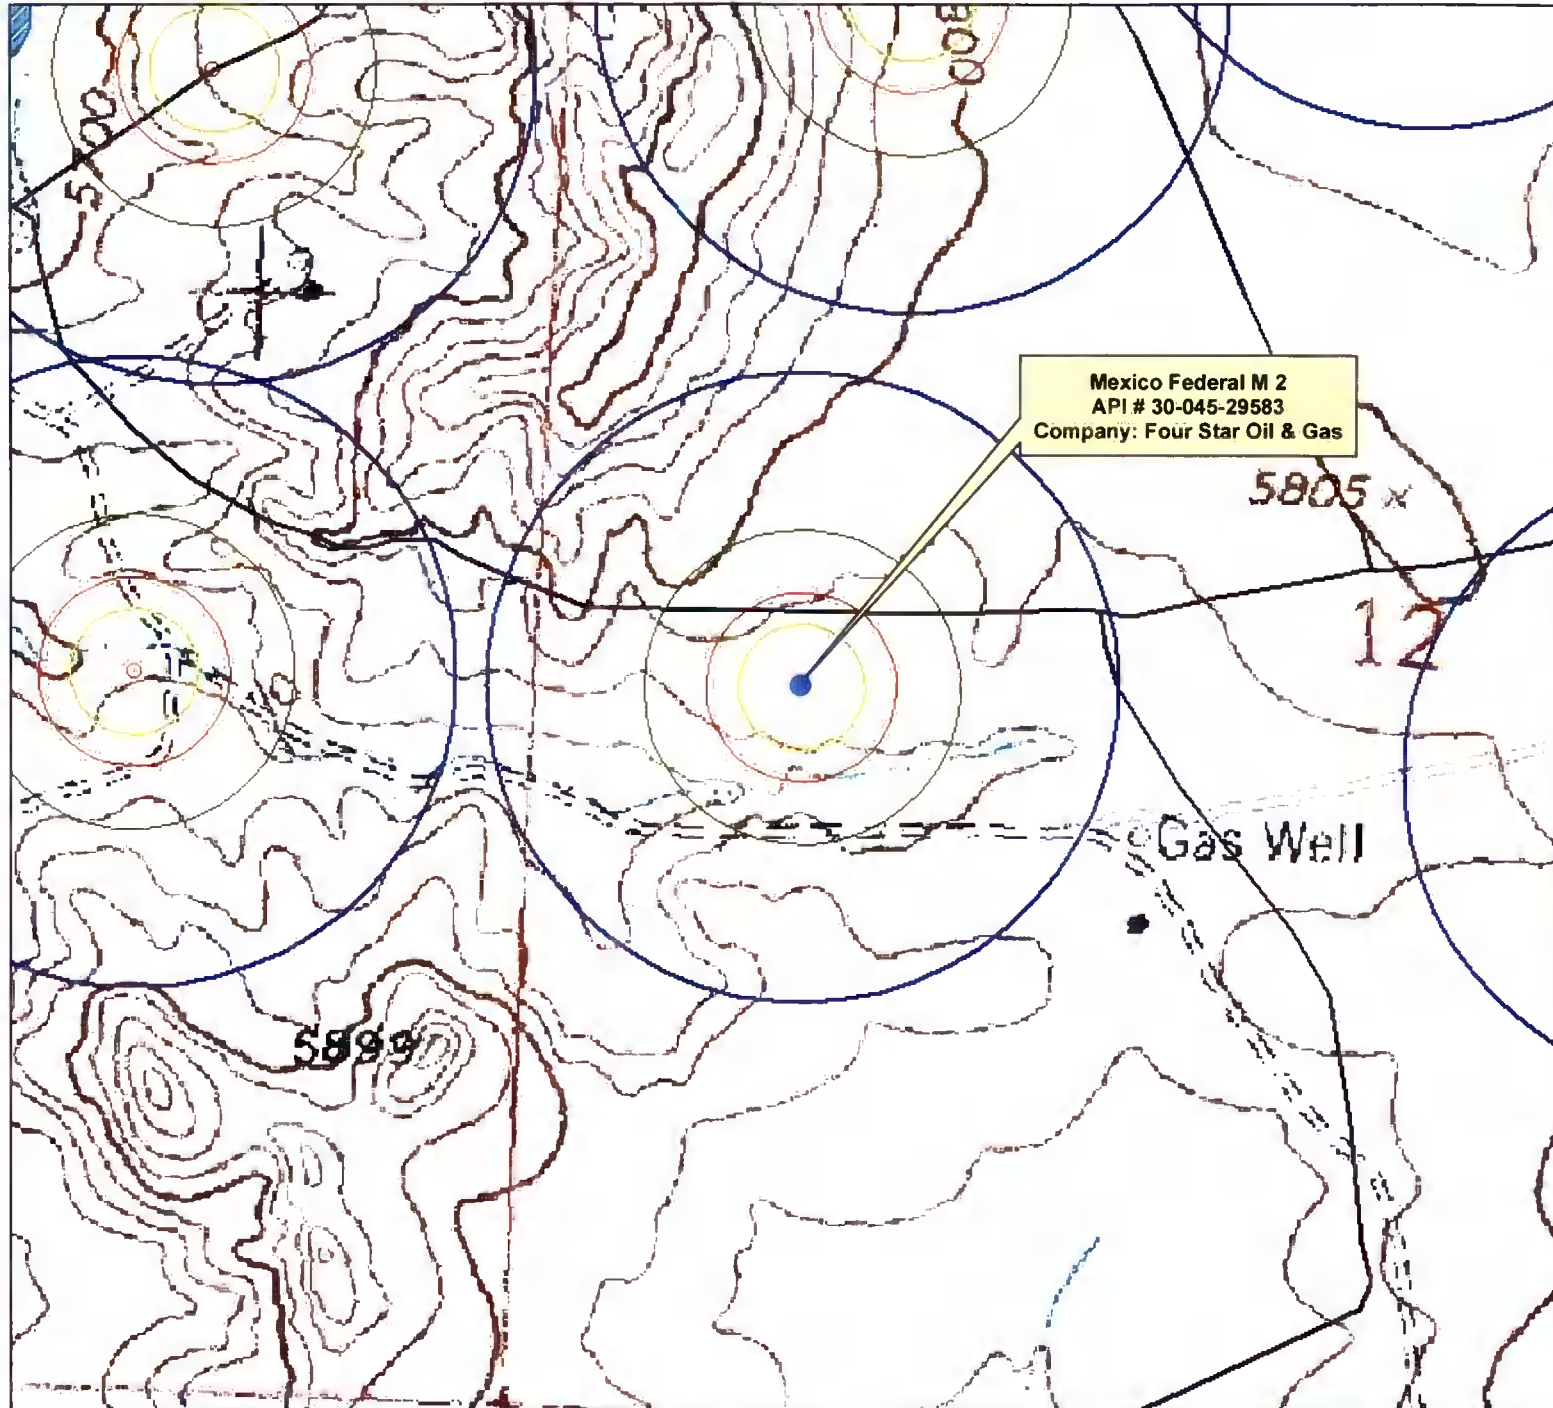 Mexico Federal M 2
API # 30-045-29583
Company: Four Star Oil & Gas
5805 x
12
Gas Well
5899